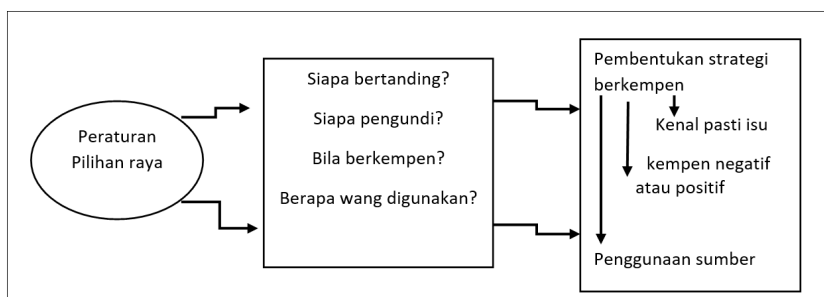 Peraturan
Pilihan raya
Siapa bertanding?
Siapa pengundi?
Bila berkempen?
Berapa wang digunakan?
Pembentukan strategi
berkempen
Kenal pasti isu
kempen negatif
atau positif
Penggunaan sumber